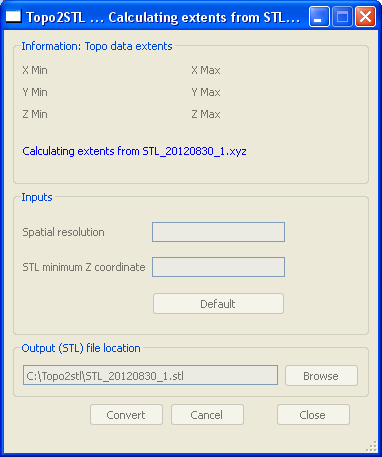 Topo2STL ... Calculating extents from STL...
Information: Topo data extents
X Min X Max
Y Min Y Max
Z Min Z Max
Calculating extents from STL_20120830_1.xyz
Inputs
Spatial resolution
STL minimum Z coordinate
Default
Output (STL) file location
C:\Topo2stl\STL_20120830_1.stl Browse
Convert Cancel Close